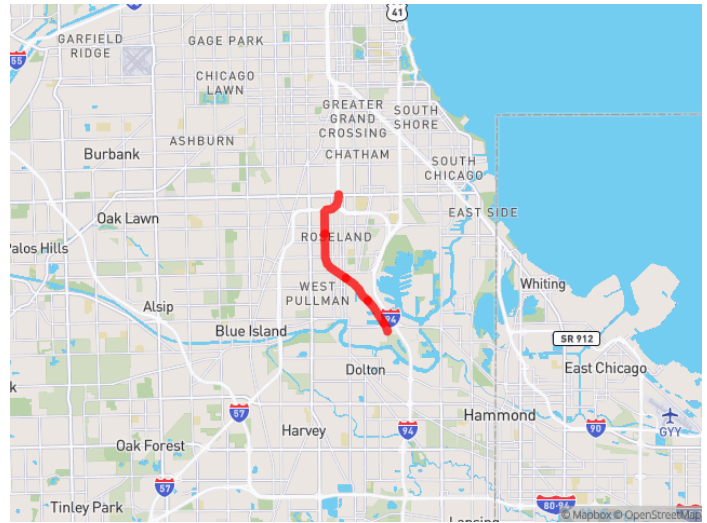 41
GARFIELD
RIDGE
GAGE PARK
55
CHICAGO
LAWN
GREATER
GRAND
CROSSING
SOUTH
SHORE
ASHBURN
Burbank
CHATHAM
SOUTH
CHICAGO
Oak Lawn
EAST SIDE
Palos Hills
ROSELAND
WEST
PULLMAN
Whiting
Alsip
94
Blue Island
SR 912
Dolton
East Chicago
57
Hammond
Harvey
94
90
GYY
Oak Forest
57
Tinley Park
80-94
Lansing
© Mapbox © OpenStreetMap